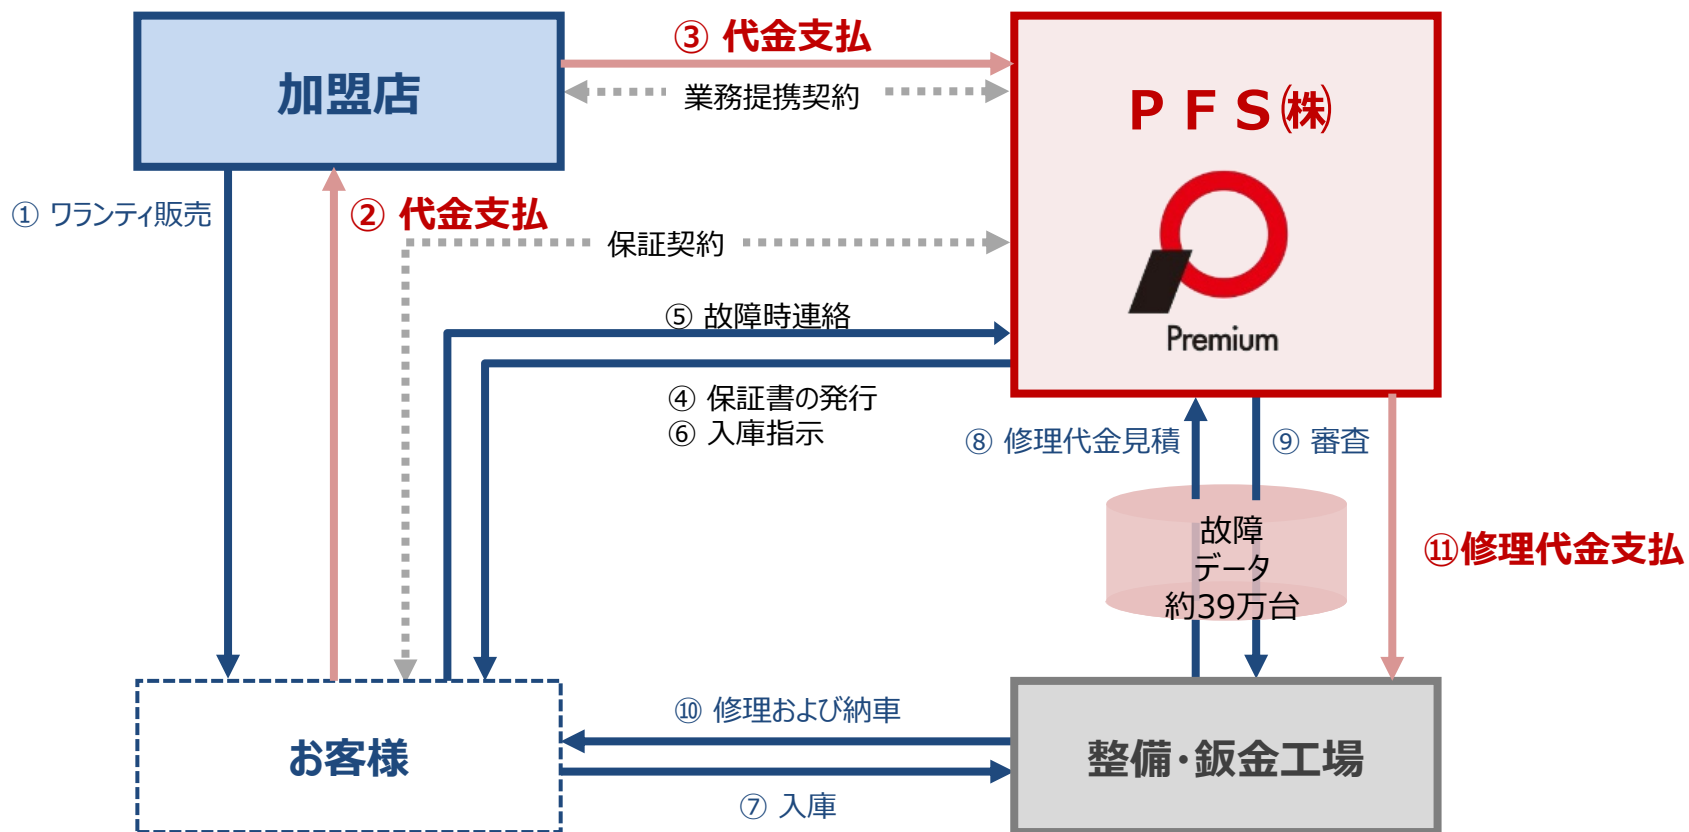 ③ 代金支払
加盟店
業務提携契約
ＰＦＳ㈱
① ワランティ販売
② 代金支払
保証契約
⑤ 故障時連絡
Premium
④ 保証書の発行
⑥ 入庫指示
⑧ 修理代金見積
⑨ 審査
故障
データ
約39万台
⑪修理代金支払
⑩ 修理および納車
お客様
整備・鈑金工場
⑦ 入庫